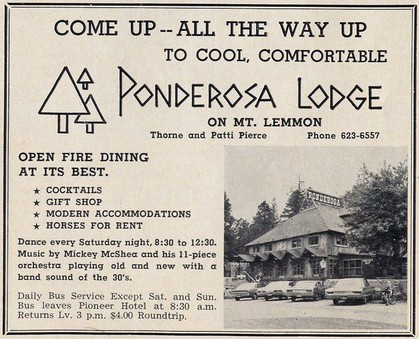 COME UP--ALL THE WAY UP
TO COOL, COMFORTABLE
PONDEROSA LODGE
ON MT. LEMMON
Thorne and Patti Pierce Phone 623-6557
OPEN FIRE DINING
AT ITS BEST.
★ COCKTAILS
★ GIFT SHOP
★ MODERN ACCOMMODATIONS
★ HORSES FOR RENT
Dance every Saturday night, 8:30 to 12:30.
Music by Mickey McShea and his 11-piece
orchestra playing old and new with a
band sound of the 30's.
Daily Bus Service Except Sat. and Sun.
Bus leaves Pioneer Hotel at 8:30 a.m.
Returns Lv. 3 p.m. $4.00 Roundtrip.
PONDEROSA